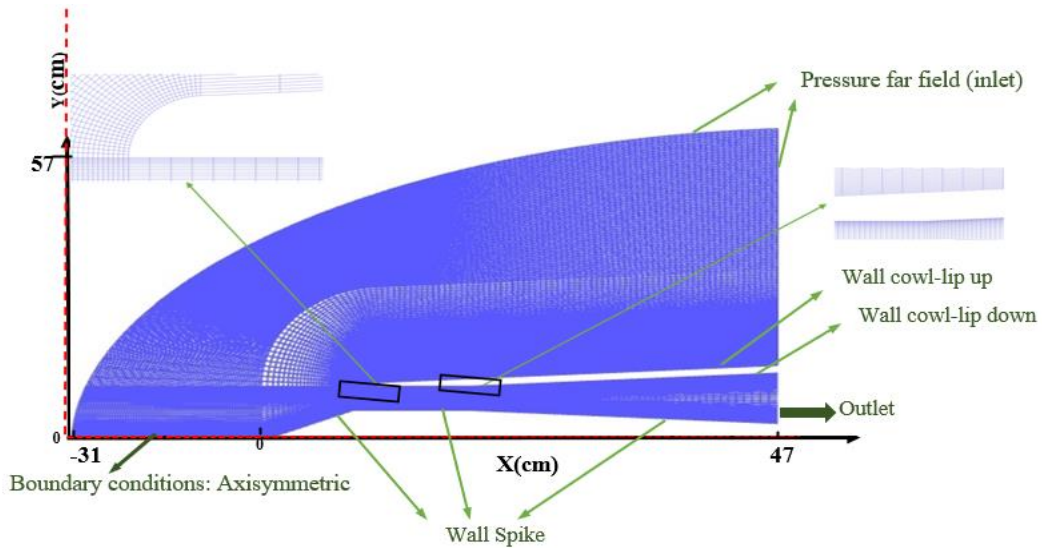 Y(cm)
Pressure far field (inlet)
57
Wall cowl-lip up
Wall cowl-lip down
Outlet
0
-31
0
47
X(cm)
Boundary conditions: Axisymmetric
Wall Spike